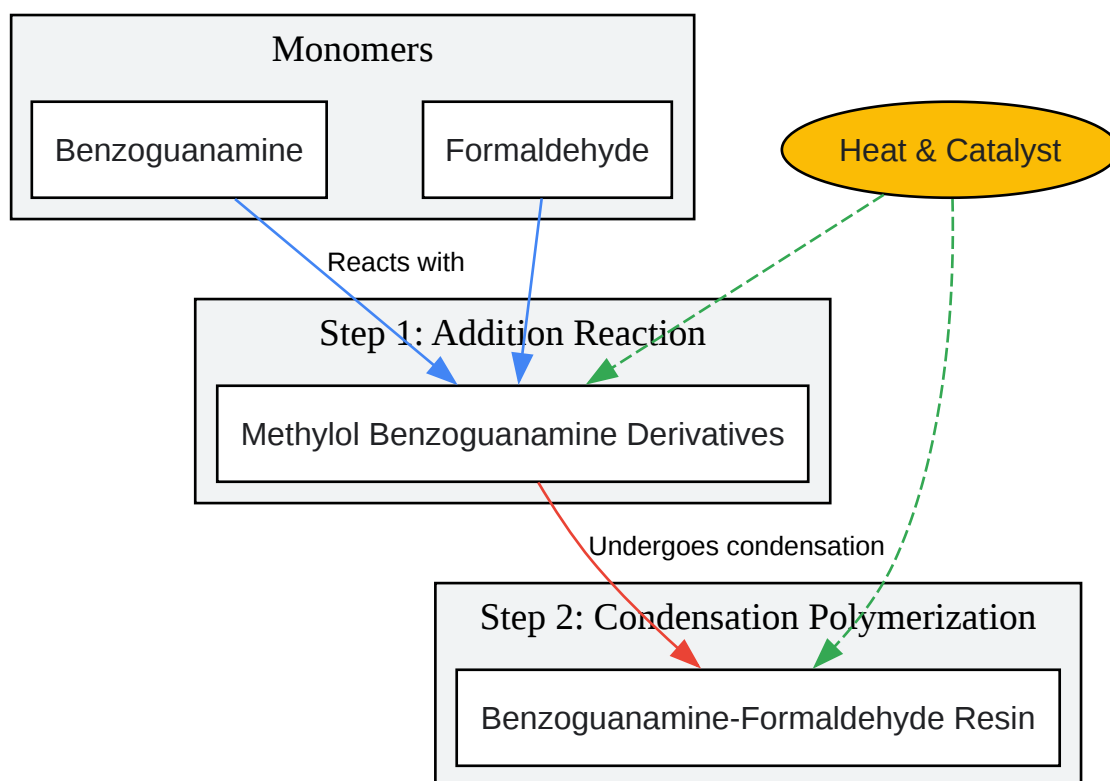 Monomers
Benzoguanamine
Formaldehyde
Heat & Catalyst
Reacts with
Step 1: Addition Reaction
Methylol Benzoguanamine Derivatives
Undergoes condensation
Step 2: Condensation Polymerization
Benzoguanamine-Formaldehyde Resin